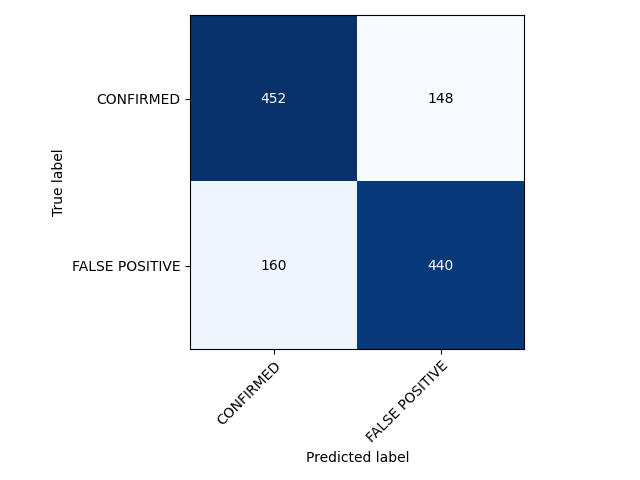 CONFIRMED
452
148
True label
FALSE POSITIVE
160
440
CONFIRMED
FALSE POSITIVE
Predicted label